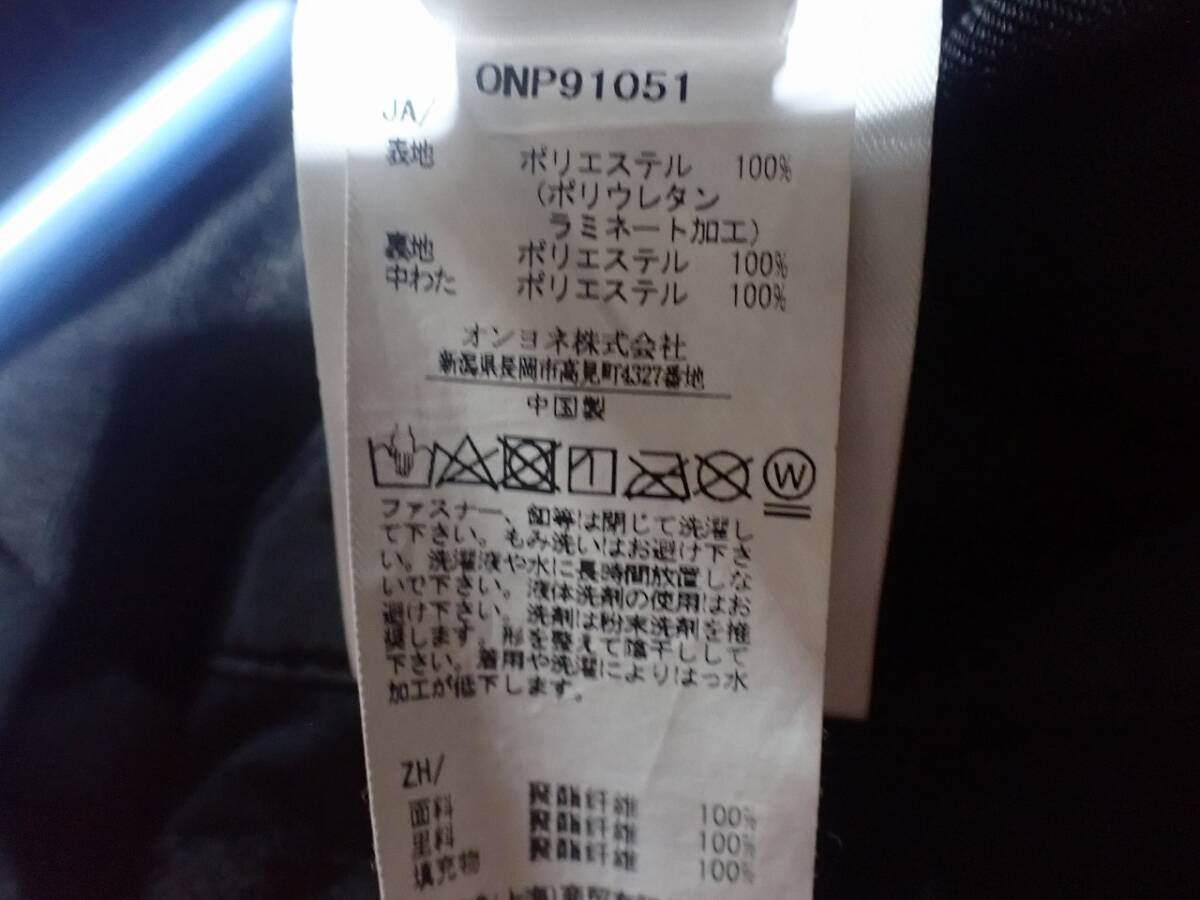 ONP91051
JA/
表地 ポリエステル 100%
(ポリウレタン
ラミネート加工)
裏地 ポリエステル 100%
中わた ポリエステル 100%
オンヨネ株式会社
新潟県長岡市高見町4327番地
中国製
W
ファスナー、釦等は閉じて洗濯し
て下さい。もみ洗いはお避け下さ
い。洗濯液や水に長時間放置しな
いで下さい。液体洗剤の使用はお
避け下さい。洗剤は粉末洗剤を推
奨します。形を整えて陰干しして
下さい。着用や洗濯によりはっ水
加工が低下します。
ZH/
面料 聚酯纤维 100%
里料 聚酯纤维 100%
填充物 聚酯纤维 100%
(上海)商贸有限